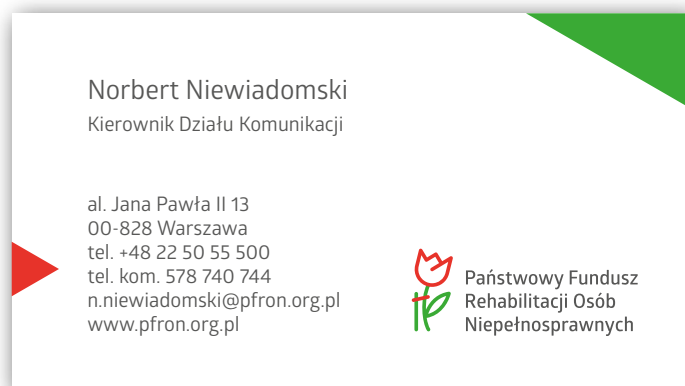 Norbert Niewiadomski
Kierownik Działu Komunikacji
al. Jana Pawła II 13
00-828 Warszawa
tel. +48 22 50 55 500
tel. kom. 578 740 744
n.niewiadomski@pfron.org.pl
www.pfron.org.pl
Państwowy Fundusz
Rehabilitacji Osób
Niepełnosprawnych